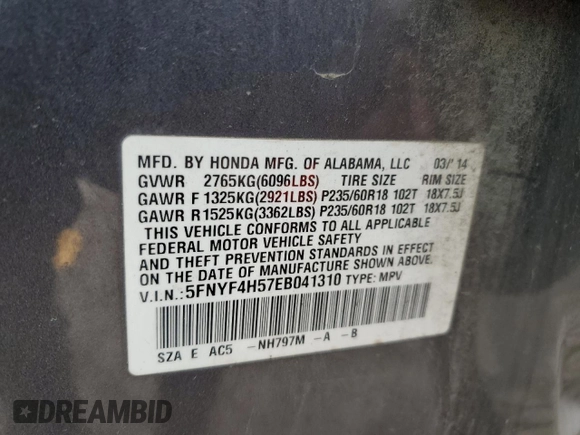 MFD. BY HONDA MFG. OF ALABAMA, LLC 03/'14
GVWR 2765KG(6096LBS) TIRE SIZE RIM SIZE
GAWR F 1325KG(2921LBS) P235/60R18 102T 18X7.5J
GAWR R 1525KG(3362LBS) P235/60R18 102T 18X7.5J
THIS VEHICLE CONFORMS TO ALL APPLICABLE
FEDERAL MOTOR VEHICLE SAFETY
AND THEFT PREVENTION STANDARDS IN EFFECT
ON THE DATE OF MANUFACTURE SHOWN ABOVE.
V.I.N.:5FNYF4H57EB041310 TYPE: MPV
SZA E AC5 -NH797M -A -B
DREAMBID